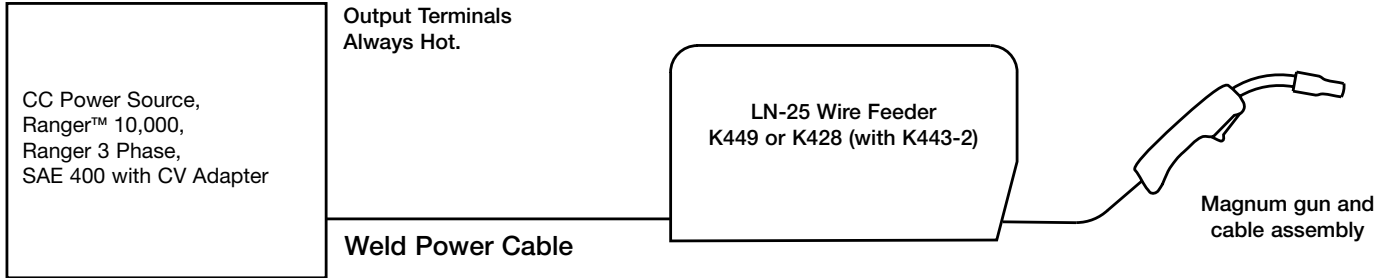 Output Terminals
Always Hot.
CC Power Source,
Ranger™ 10,000,
Ranger 3 Phase,
SAE 400 with CV Adapter
LN-25 Wire Feeder
K449 or K428 (with K443-2)
Weld Power Cable
Magnum gun and
cable assembly